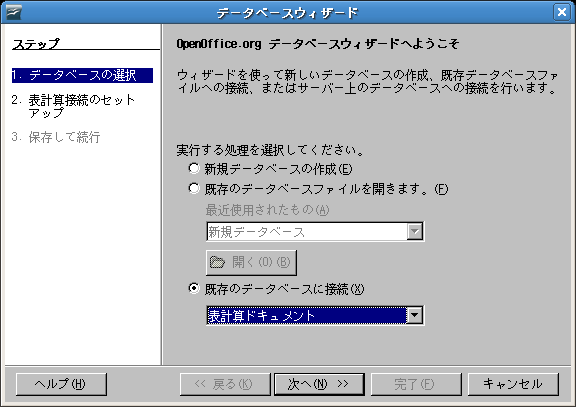 データベースウィザード
ステップ
1. データベースの選択
2. 表計算接続のセット
アップ
3. 保存して続行
OpenOffice.org データベースウィザードへようこそ
ウィザードを使って新しいデータベースの作成、既存データベースファ
イルへの接続、またはサーバー上のデータベースへの接続を行います。
実行する処理を選択してください。
新規データベースの作成(E)
既存のデータベースファイルを開きます。(F)
最近使用されたもの(A)
新規データベース
開く(O)(B)
既存のデータベースに接続(X)
表計算ドキュメント
ヘルプ(H)
<< 戻る(K)
次へ(N) >>
完了(F)
キャンセル